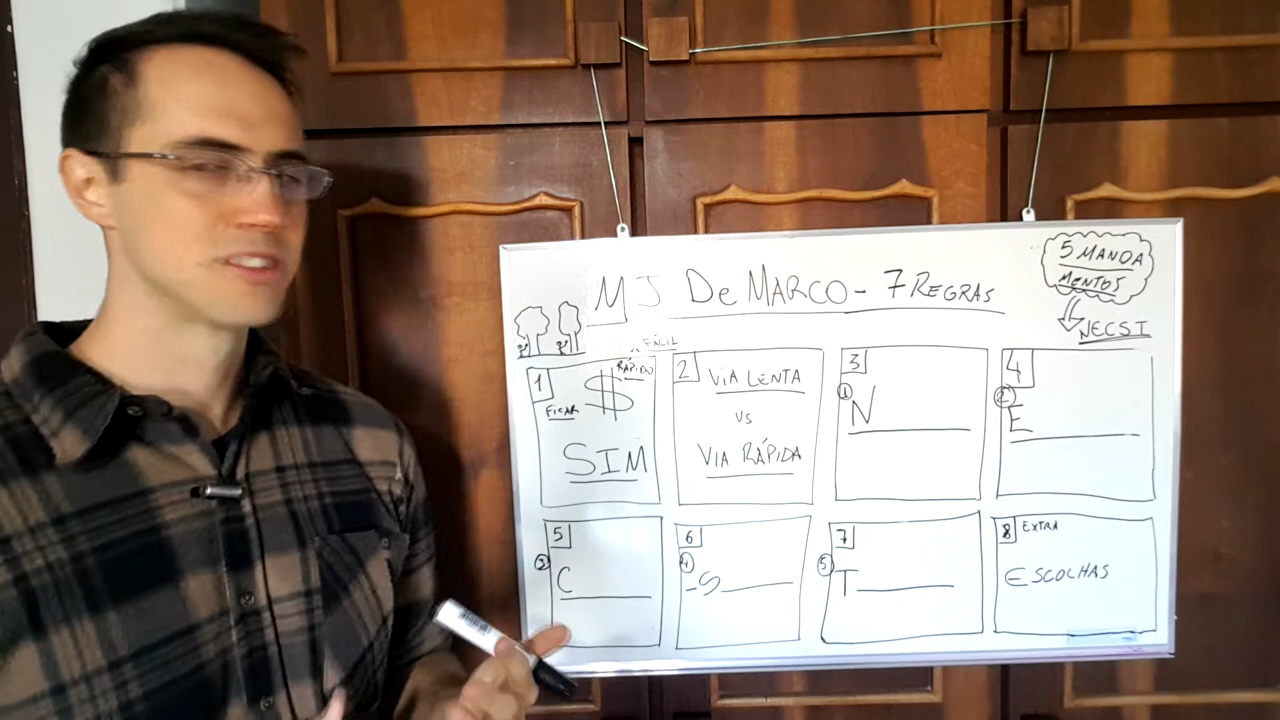 MJ DeMARCO - 7 REGRAS
5 MANDA
MENTOS
NECSI
1
FÁCIL
RÁPIDO
FICAR $
SIM
2
VIA LENTA
VS
VIA RÁPIDA
3
1
N
4
2
E
5
3
C
6
4
S
7
5
T
8 EXTRA
ESCOLHAS